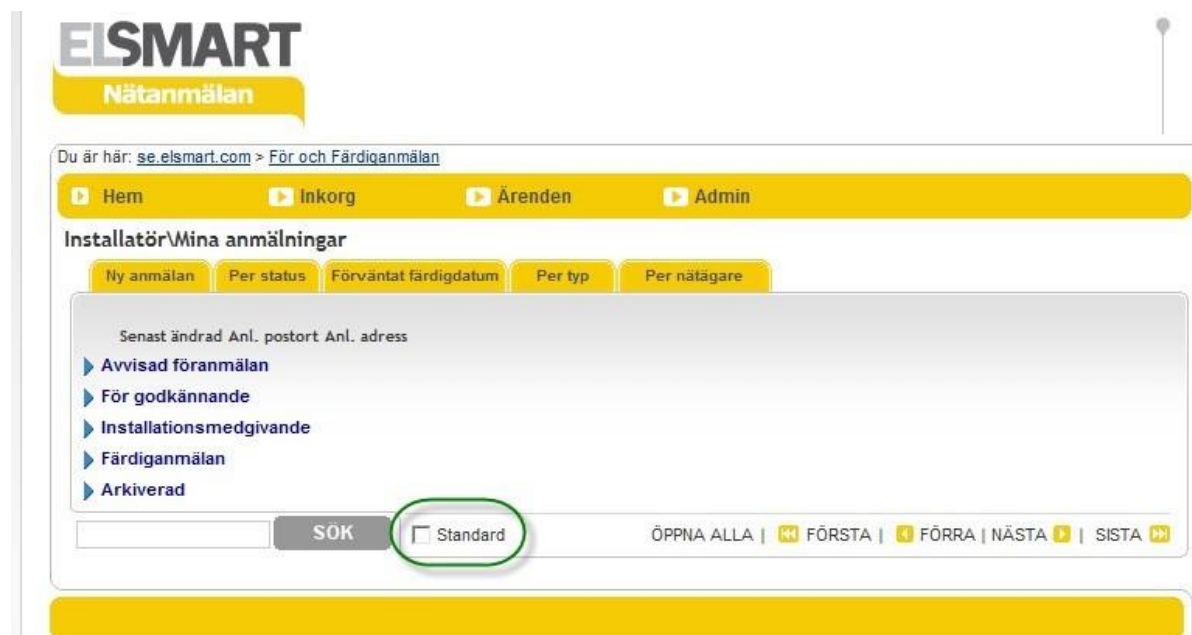 ELSMART
Nätanmälan
Du är här: se.elsmart.com > För och Färdiganmälan
Hem Inkorg Ärenden Admin
Installatör\Mina anmälningar
Ny anmälan Per status Förväntat färdigdatum Per typ Per nätägare
Senast ändrad Anl. postort Anl. adress
Avvisad föranmälan
För godkännande
Installationsmedgivande
Färdiganmälan
Arkiverad
SÖK Standard ÖPPNA ALLA | FÖRSTA | FÖRRA | NÄSTA | SISTA